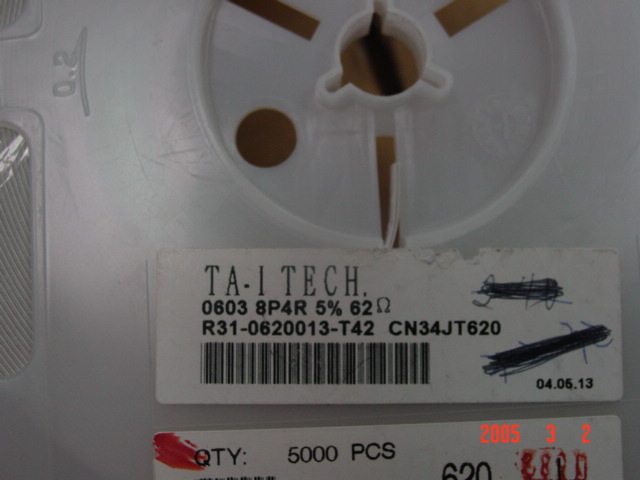 0.2
TA-I TECH.
0603 8P4R 5% 62Ω
R31-0620013-T42 CN34JT620
04.05.13
2005 3 2
QTY: 5000 PCS
620